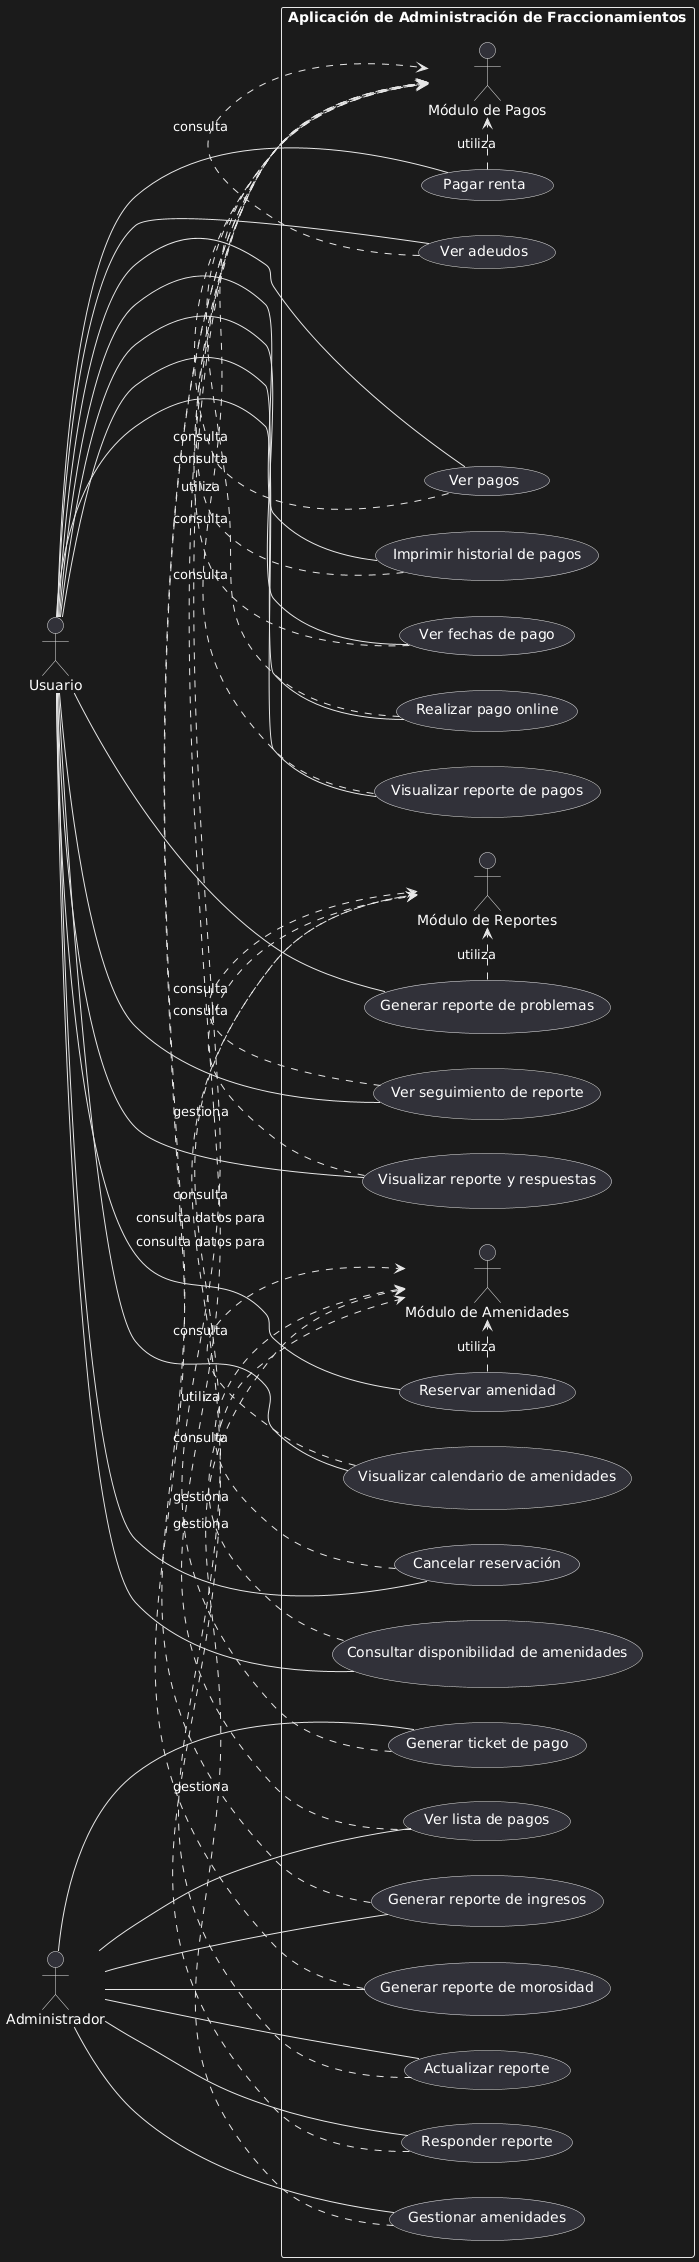 Aplicación de Administración de Fraccionamientos
Módulo de Pagos
consulta
utiliza
Pagar renta
Ver adeudos
consulta
consulta
Ver pagos
utiliza
consulta
Imprimir historial de pagos
consulta
Ver fechas de pago
Usuario
Realizar pago online
Visualizar reporte de pagos
Módulo de Reportes
utiliza
consulta
Generar reporte de problemas
consulta
Ver seguimiento de reporte
gestiona
Visualizar reporte y respuestas
consulta
consulta datos para
consulta datos para
Módulo de Amenidades
consulta
utiliza
Reservar amenidad
utiliza
consulta
Visualizar calendario de amenidades
gestiona
gestiona
Cancelar reservación
Consultar disponibilidad de amenidades
Generar ticket de pago
gestiona
Ver lista de pagos
Generar reporte de ingresos
Generar reporte de morosidad
Administrador
Actualizar reporte
Responder reporte
Gestionar amenidades